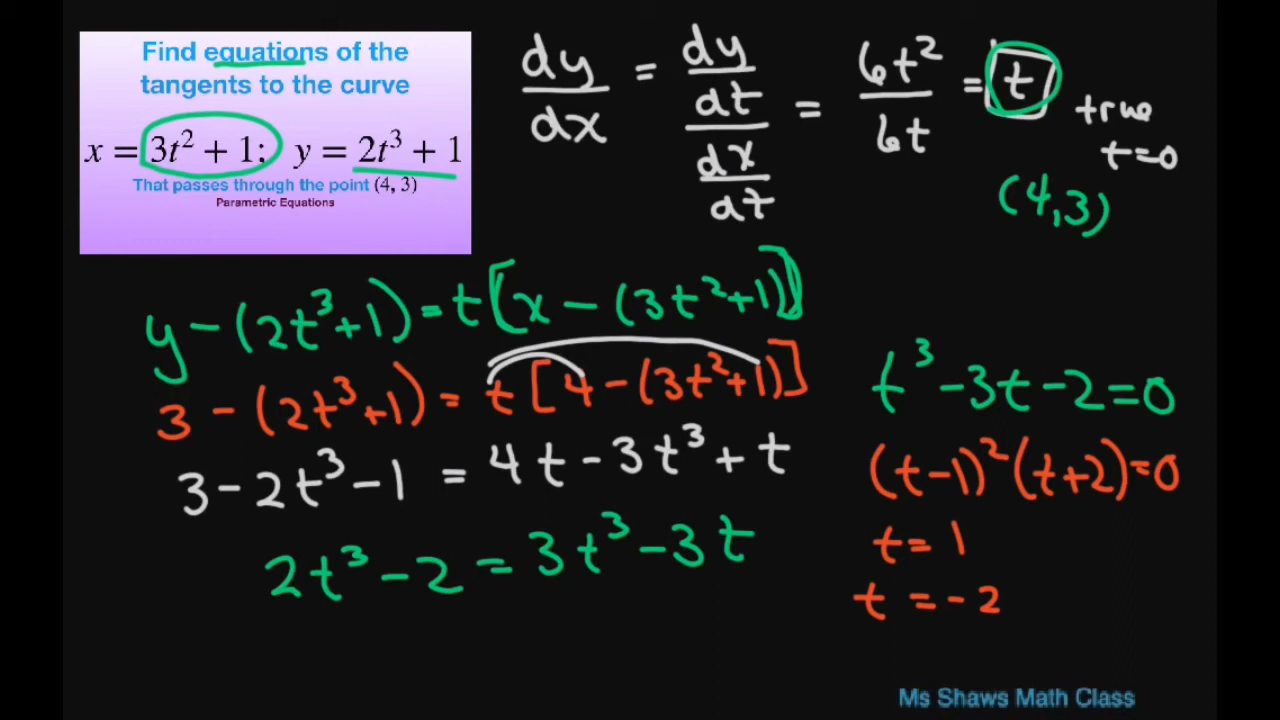 Find equations of the
tangents to the curve
x = 3t² + 1; y = 2t³ + 1
That passes through the point (4, 3)
Parametric Equations
dy/dx = (dy/dt)/(dx/dt) = 6t²/6t = t
true
t=0
(4,3)
y - (2t³+1) = t[x - (3t²+1)]
3 - (2t³+1) = t[4 - (3t²+1)]
3 - 2t³ - 1 = 4t - 3t³ + t
2t³ - 2 = 3t³ - 3t
t³ - 3t - 2 = 0
(t-1)²(t+2) = 0
t = 1
t = -2
Ms Shaws Math Class